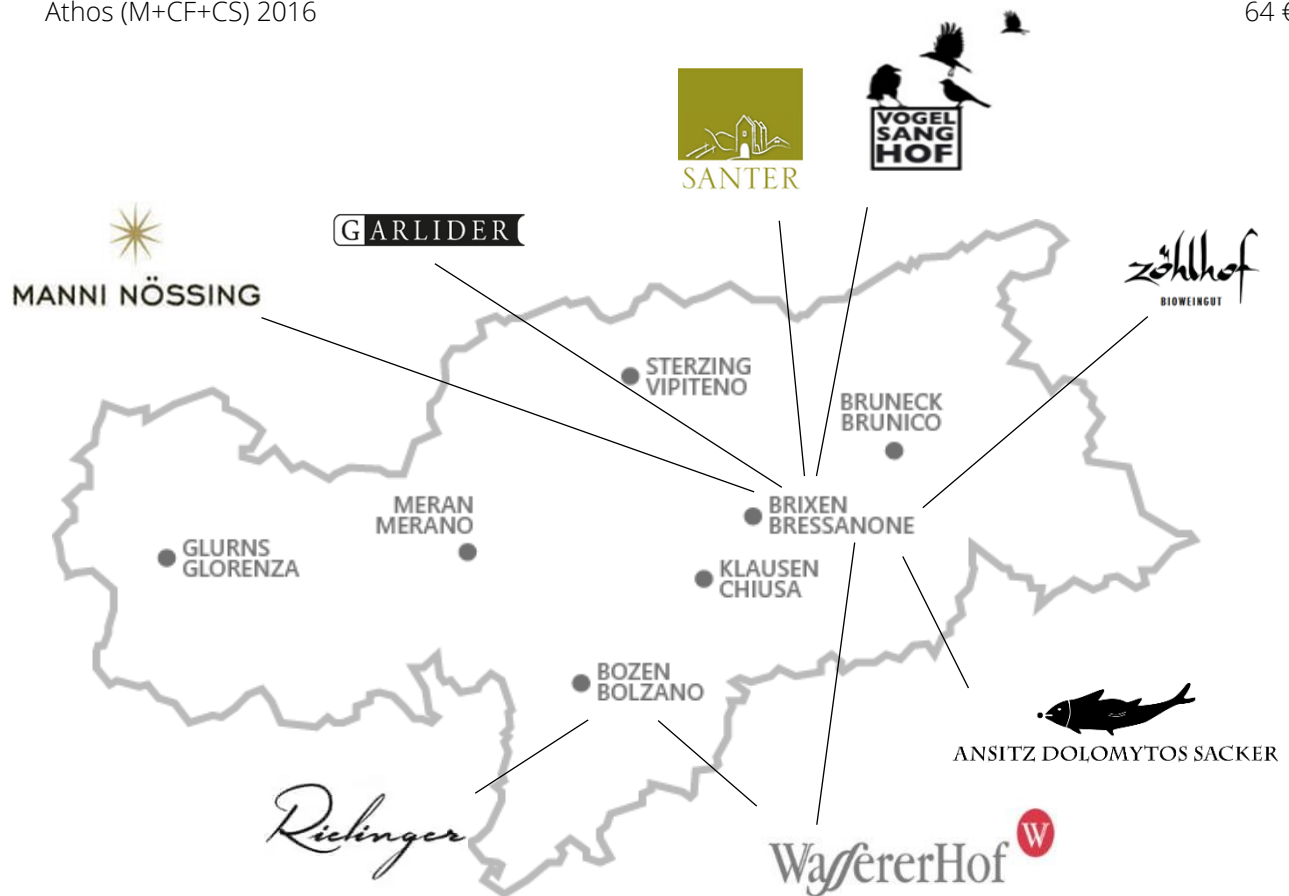 Athos (M+CF+CS) 2016
64 €
VOGEL
SANG
HOF
SANTER
GARLIDER
zöhlhof
BIOWEINGUT
MANNI NÖSSING
STERZING
VIPITENO
BRUNECK
BRUNICO
MERAN
MERANO
BRIXEN
BRESSANONE
GLURNS
GLORENZA
KLAUSEN
CHIUSA
BOZEN
BOLZANO
ANSITZ DOLOMYTOS SACKER
Rielinger
WassererHof
W